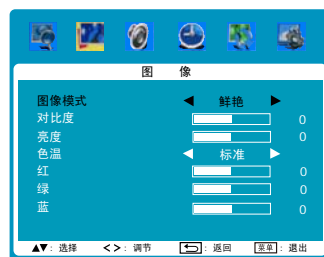 图 像
图像模式 ◀ 鲜艳 ▶
对比度 0
亮度 0
色温 ◀ 标准 ▶
红 0
绿 0
蓝 0
▲▼: 选择 <>: 调节 : 返回 菜单: 退出